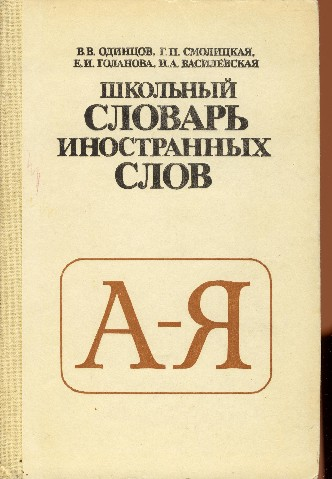 В. В. ОДИНЦОВ, Г. П. СМОЛИЦКАЯ,
Е. И. ГОЛАНОВА, И. А. ВАСИЛЕВСКАЯ
ШКОЛЬНЫЙ
СЛОВАРЬ
ИНОСТРАННЫХ
СЛОВ
А-Я